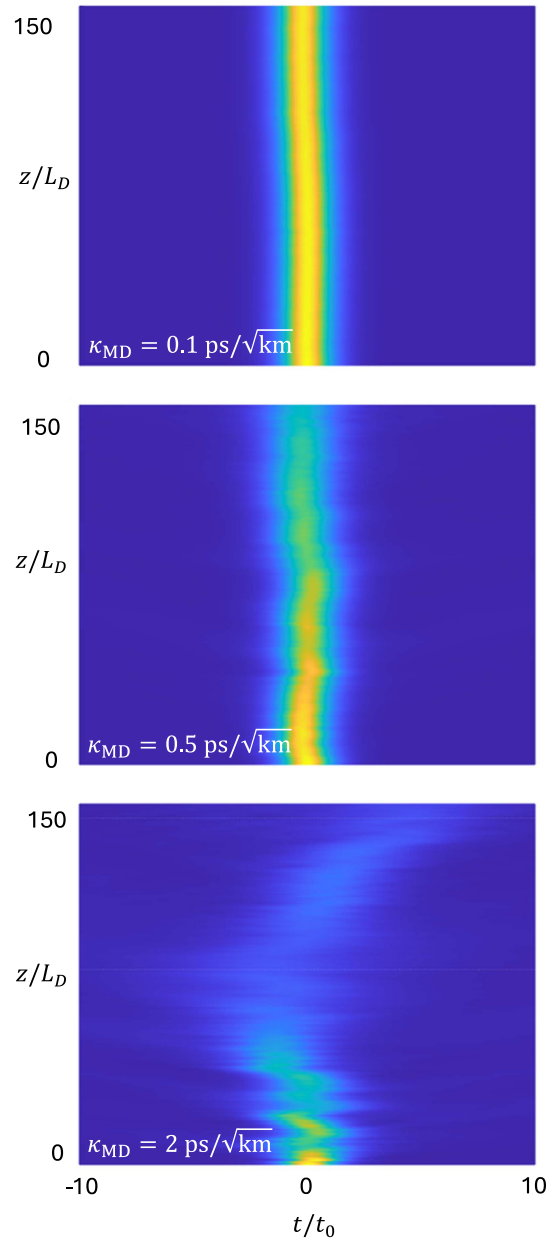 150
z/L_D
κ_MD = 0.1 ps/√km
0
150
z/L_D
κ_MD = 0.5 ps/√km
0
150
z/L_D
κ_MD = 2 ps/√km
0
-10 0 10
t/t_0